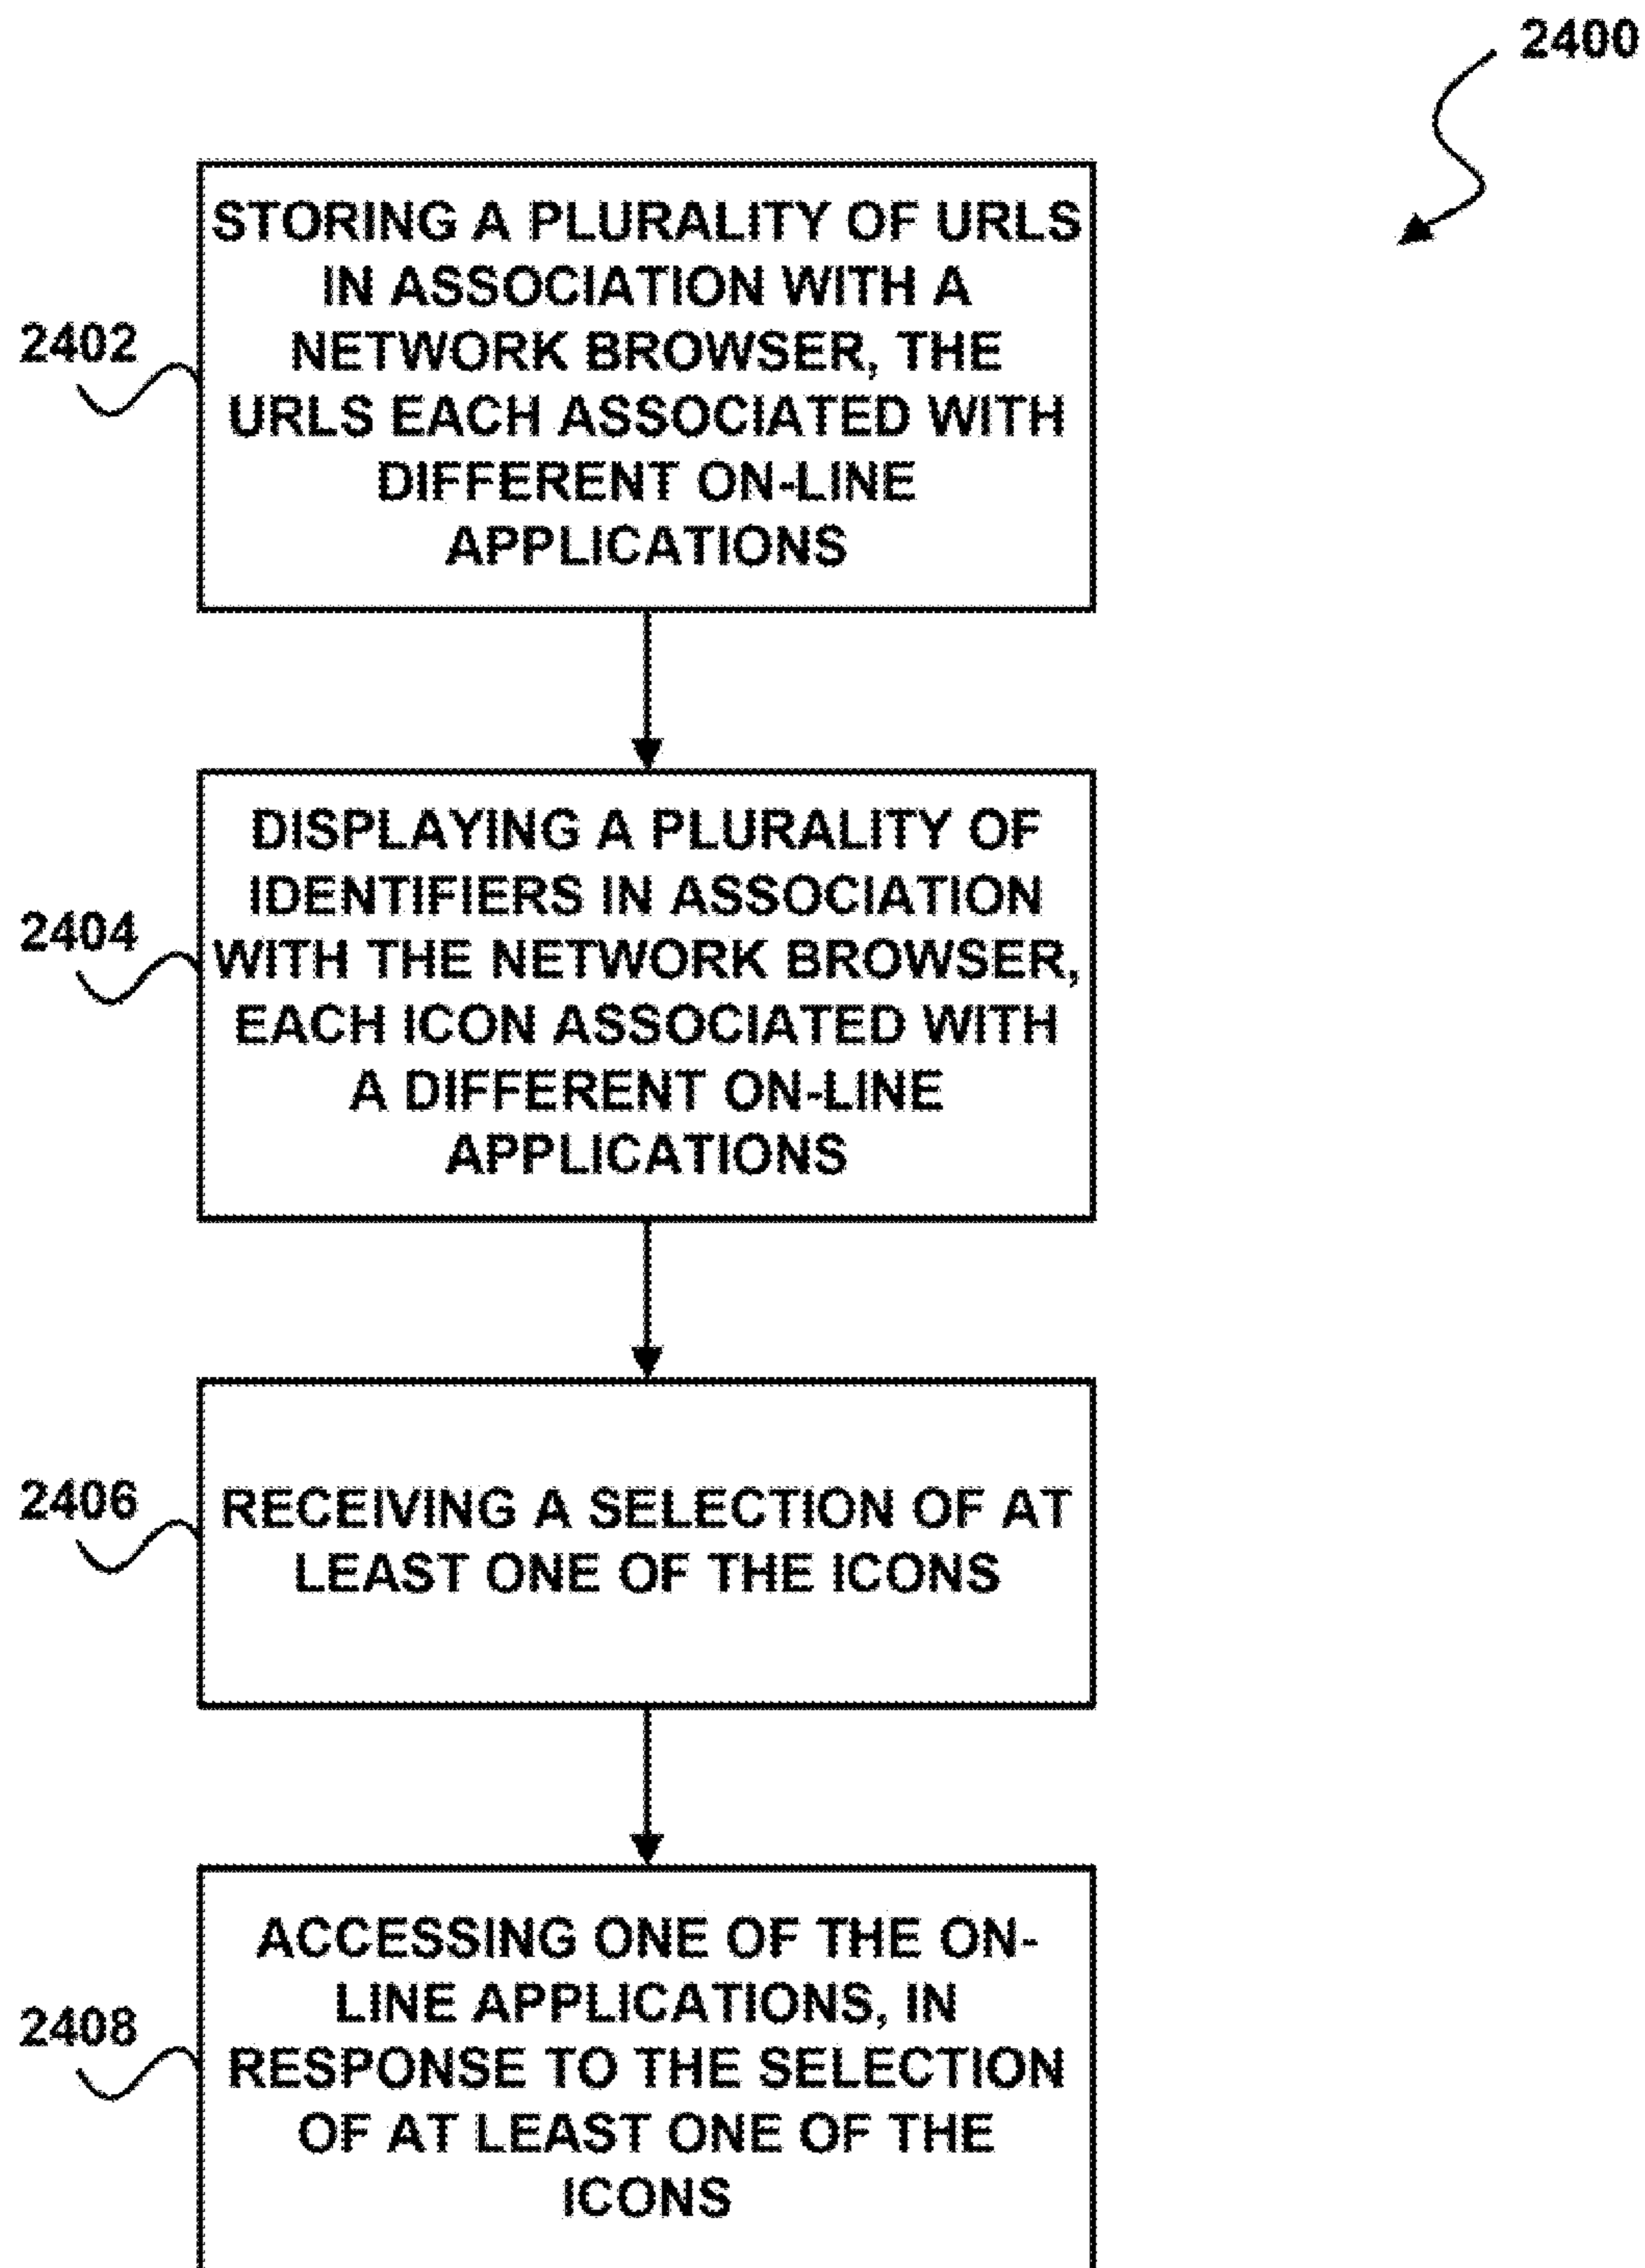 2400
STORING A PLURALITY OF URLS
IN ASSOCIATION WITH A
NETWORK BROWSER, THE
URLS EACH ASSOCIATED WITH
DIFFERENT ON-LINE
APPLICATIONS
2402
DISPLAYING A PLURALITY OF
IDENTIFIERS IN ASSOCIATION
WITH THE NETWORK BROWSER,
EACH ICON ASSOCIATED WITH
A DIFFERENT ON-LINE
APPLICATIONS
2404
RECEIVING A SELECTION OF AT
LEAST ONE OF THE ICONS
2406
ACCESSING ONE OF THE ON-
LINE APPLICATIONS, IN
RESPONSE TO THE SELECTION
OF AT LEAST ONE OF THE
ICONS
2408